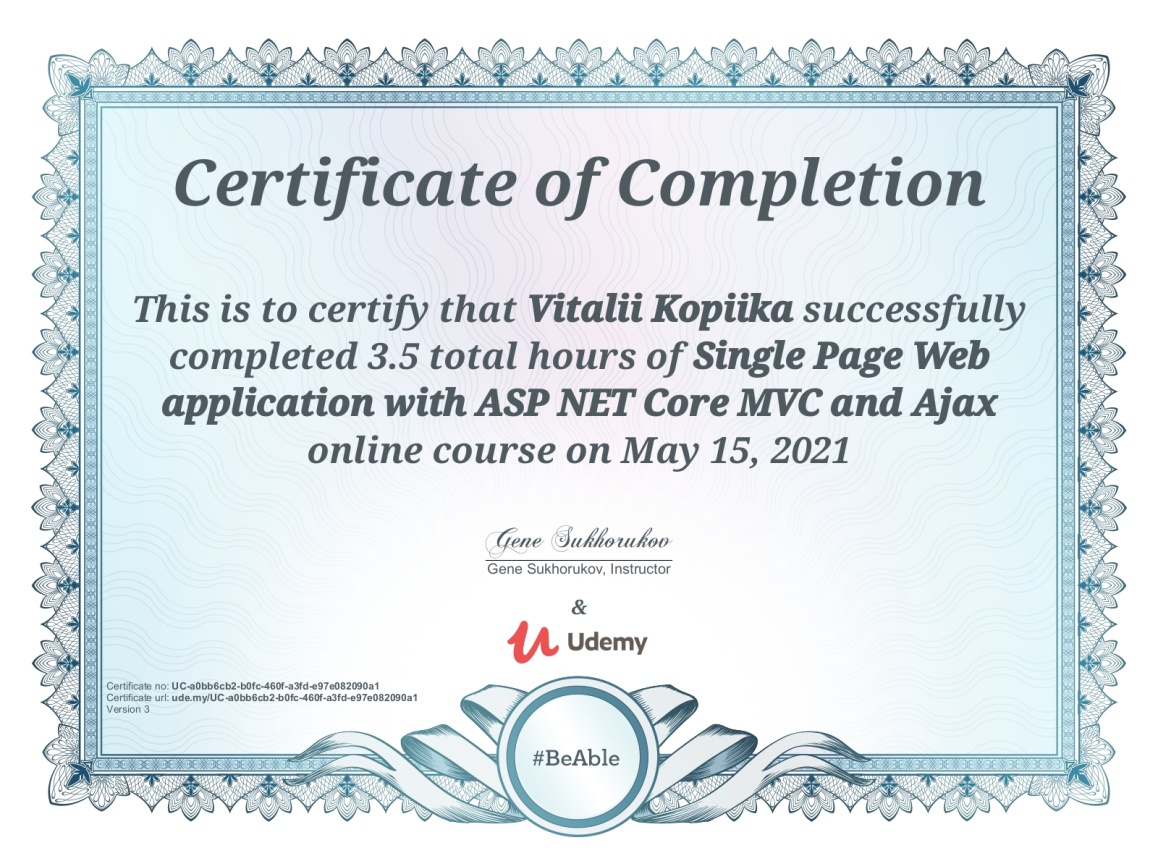 Certificate of Completion
This is to certify that Vitalii Kopiika successfully
completed 3.5 total hours of Single Page Web
application with ASP NET Core MVC and Ajax
online course on May 15, 2021
Gene Sukhorukov
Gene Sukhorukov, Instructor
&
Udemy
Certificate no: UC-a0bb6cb2-b0fc-460f-a3fd-e97e082090a1
Certificate url: ude.my/UC-a0bb6cb2-b0fc-460f-a3fd-e97e082090a1
Version 3
#BeAble